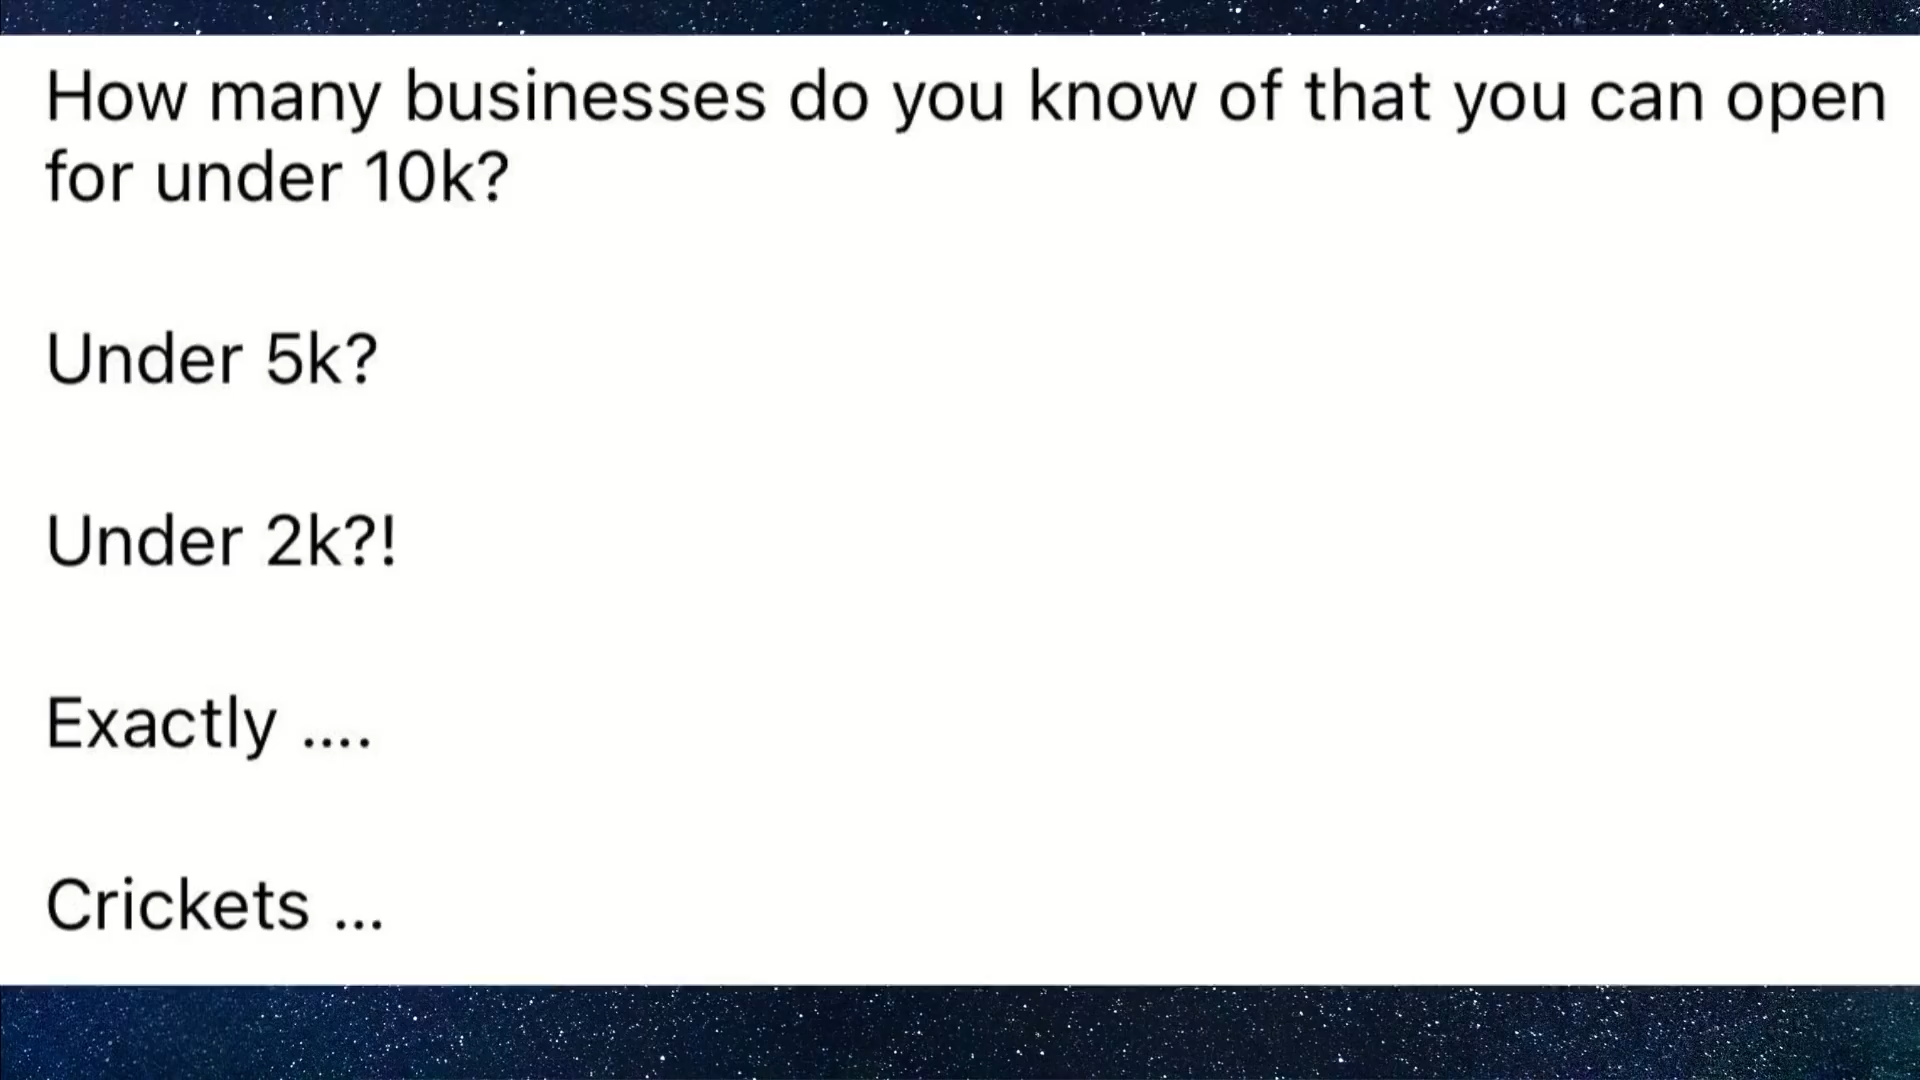 How many businesses do you know of that you can open
for under 10k?
Under 5k?
Under 2k?!
Exactly ....
Crickets ...